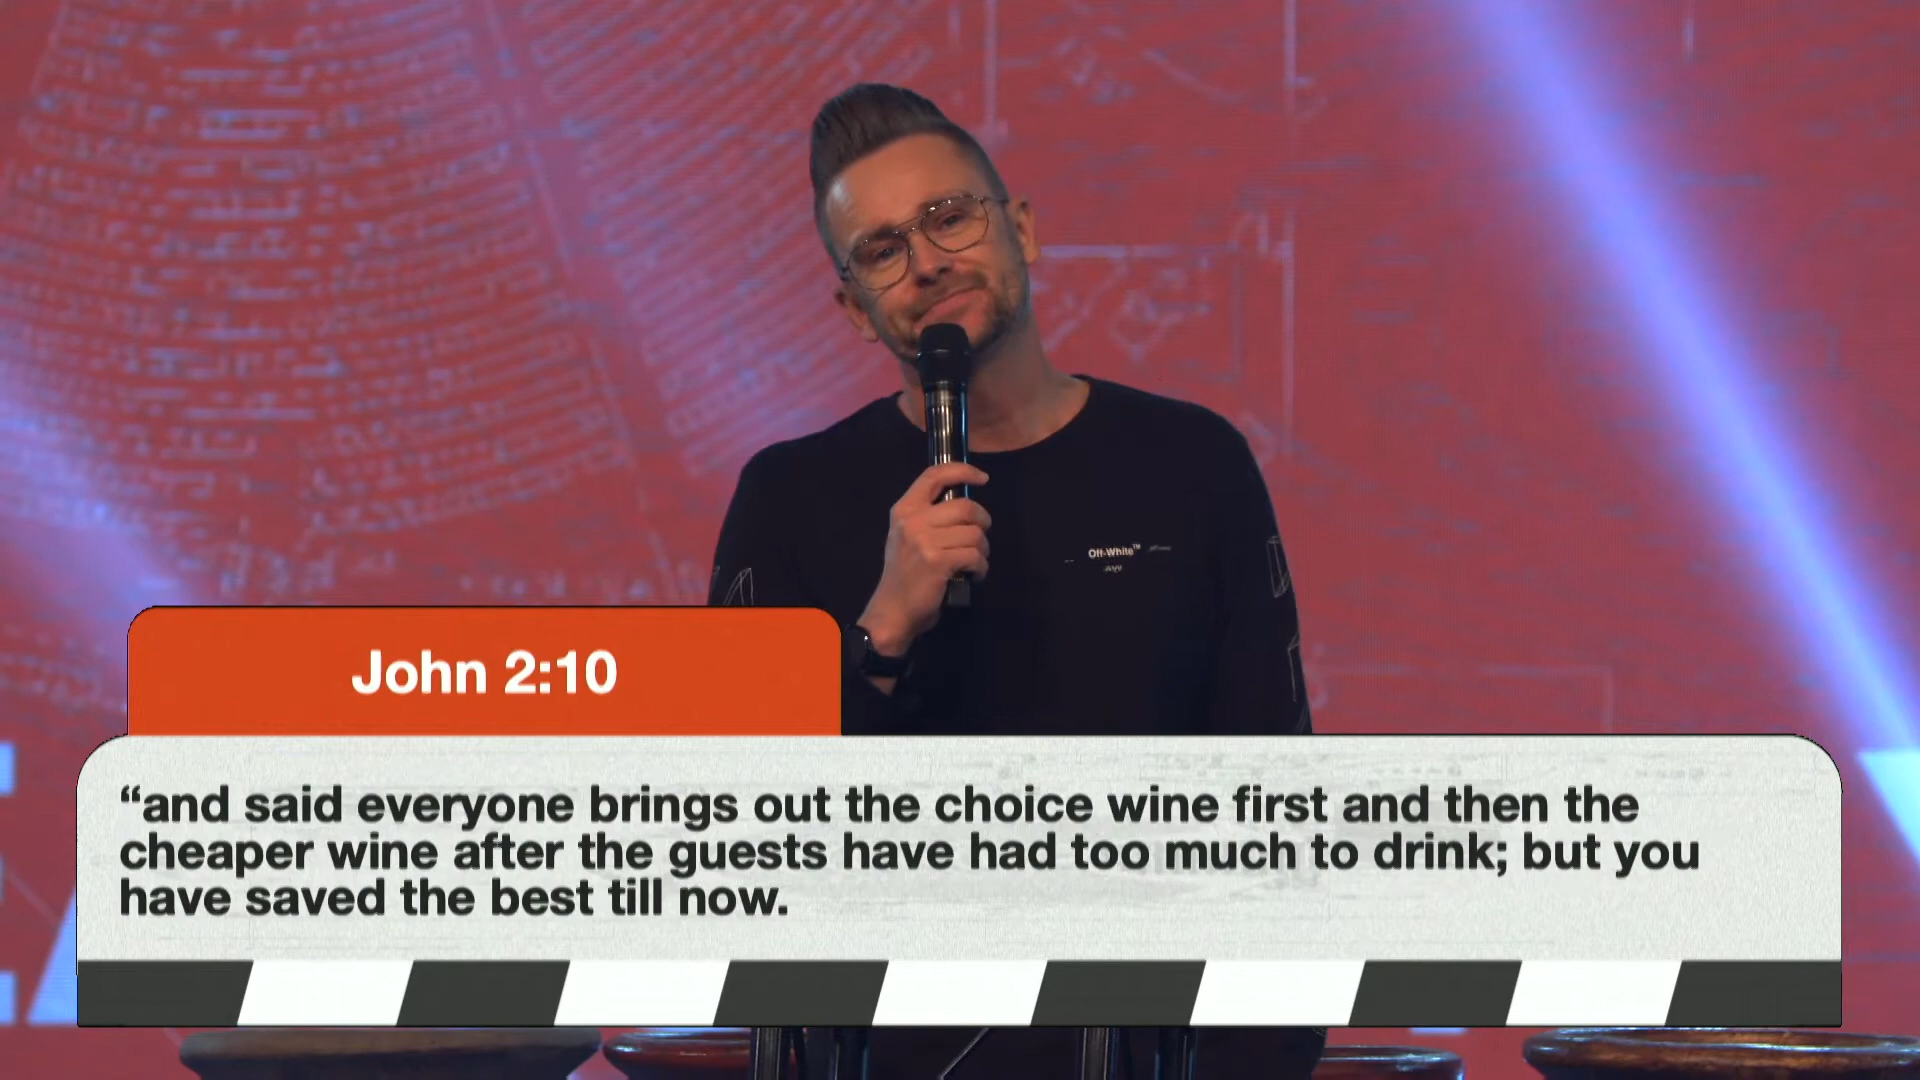 Off-White™
John 2:10
“and said everyone brings out the choice wine first and then the
cheaper wine after the guests have had too much to drink; but you
have saved the best till now.